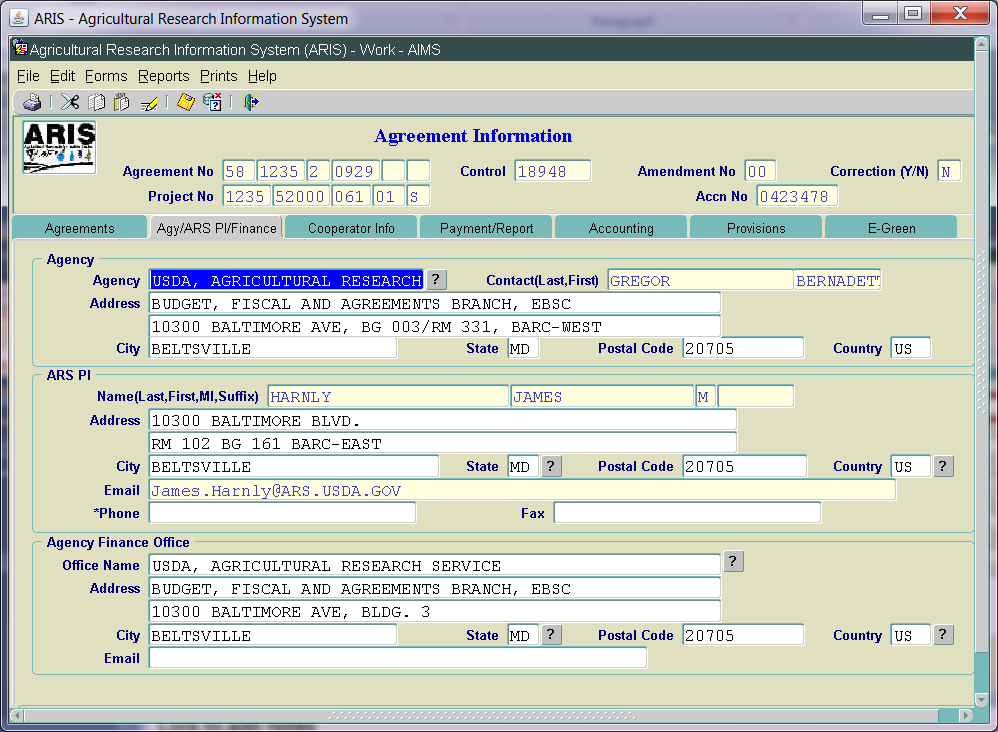 ARIS - Agricultural Research Information System
Agricultural Research Information System (ARIS) - Work - AIMS
File Edit Forms Reports Prints Help
ARIS
Agreement Information
Agreement No 58 1235 2 0929 Control 18948 Amendment No 00 Correction (Y/N) N
Project No 1235 52000 061 01 S Accn No 0423478
Agreements Agy/ARS PI/Finance Cooperator Info Payment/Report Accounting Provisions E-Green
Agency
Agency USDA, AGRICULTURAL RESEARCH ? Contact(Last,First) GREGOR BERNADETT
Address BUDGET, FISCAL AND AGREEMENTS BRANCH, EBSC
10300 BALTIMORE AVE, BG 003/RM 331, BARC-WEST
City BELTSVILLE State MD Postal Code 20705 Country US
ARS PI
Name(Last,First,MI,Suffix) HARNLY JAMES M
Address 10300 BALTIMORE BLVD.
RM 102 BG 161 BARC-EAST
City BELTSVILLE State MD ? Postal Code 20705 Country US ?
Email James.Harnly@ARS.USDA.GOV
*Phone Fax
Agency Finance Office
Office Name USDA, AGRICULTURAL RESEARCH SERVICE ?
Address BUDGET, FISCAL AND AGREEMENTS BRANCH, EBSC
10300 BALTIMORE AVE, BLDG. 3
City BELTSVILLE State MD ? Postal Code 20705 Country US ?
Email